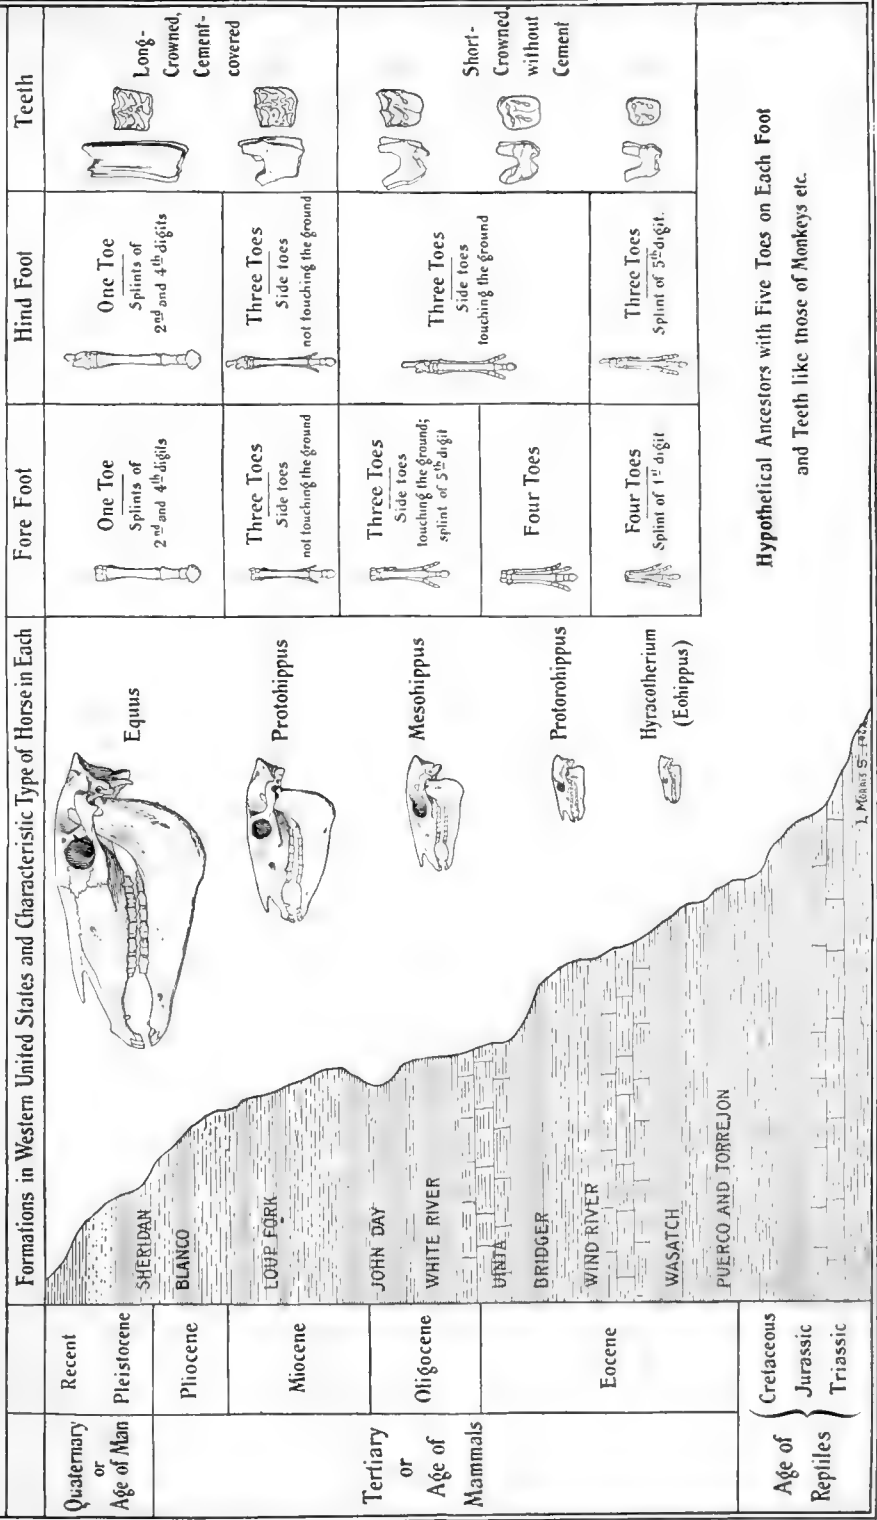 Formations in Western United States and Characteristic Type of Horse in Each
Fore Foot
Hind Foot
Teeth
Quaternary
or
Age of Man
Recent
Pleistocene
SHERIDAN
Equus
One Toe
Splints of
2nd and 4th digits
One Toe
Splints of
2nd and 4th digits
Long-
Crowned,
Cement-
covered
Tertiary
or
Age of
Mammals
Pliocene
BLANCO
Miocene
LOUP FORK
Protohippus
Three Toes
Side toes
not touching the ground
Three Toes
Side toes
not touching the ground
Oligocene
JOHN DAY
WHITE RIVER
Mesohippus
Three Toes
Side toes
touching the ground;
splint of 5th digit
Three Toes
Side toes
touching the ground
Short-
Crowned,
without
Cement
Eocene
UINTA
BRIDGER
WIND RIVER
WASATCH
PUERCO AND TORREJON
Protorohippus
Four Toes
Hyracotherium
(Eohippus)
Four Toes
Splint of 1st digit
Three Toes
Splint of 5th digit.
Age of
Reptiles
Cretaceous
Jurassic
Triassic
Hypothetical Ancestors with Five Toes on Each Foot
and Teeth like those of Monkeys etc.